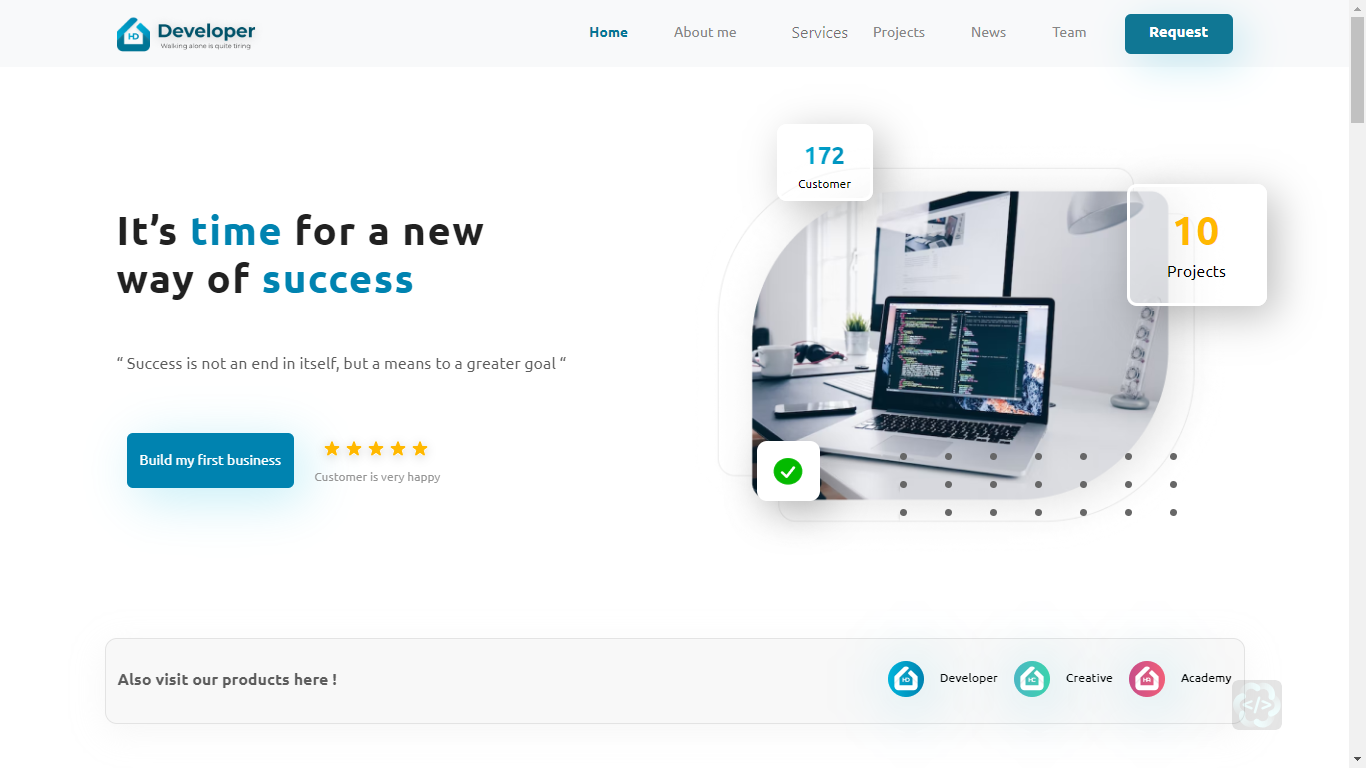 HD
Developer
Walking alone is quite tiring
Home
About me
Services
Projects
News
Team
Request
172
Customer
10
Projects
It’s time for a new
way of success
“ Success is not an end in itself, but a means to a greater goal “
Build my first business
Customer is very happy
Also visit our products here !
HD
Developer
HC
Creative
HA
Academy
</>